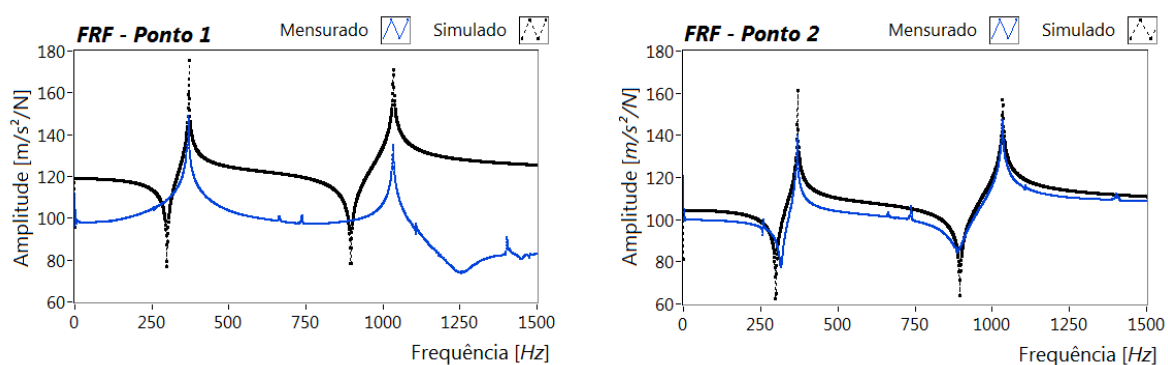 FRF - Ponto 1 Mensurado Simulado
Amplitude [m/s²/N]
180
160
140
120
100
80
60
0 250 500 750 1000 1250 1500
Frequência [Hz]
FRF - Ponto 2 Mensurado Simulado
Amplitude [m/s²/N]
180
160
140
120
100
80
60
0 250 500 750 1000 1250 1500
Frequência [Hz]